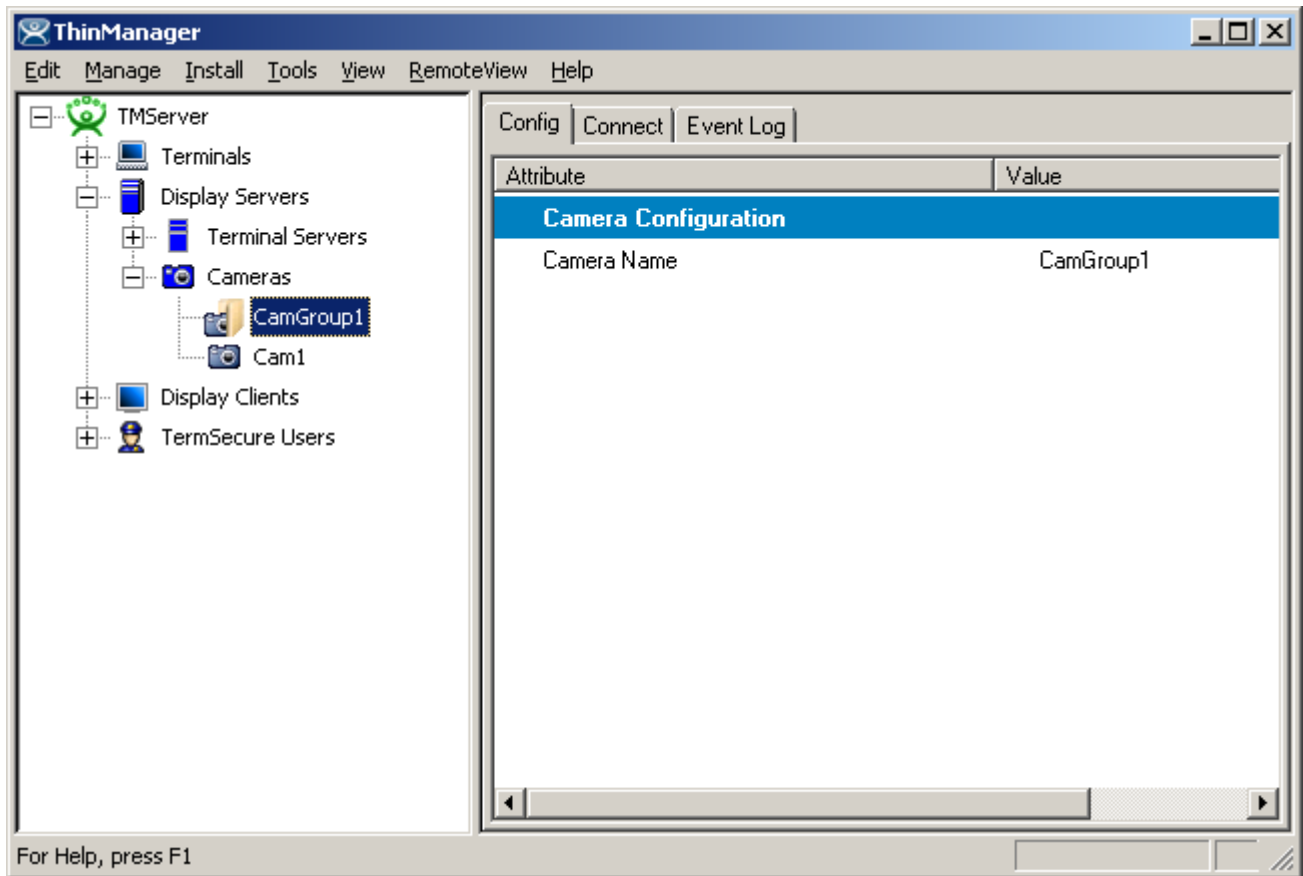 ThinManager
Edit Manage Install Tools View RemoteView Help
TMServer
Terminals
Display Servers
Terminal Servers
Cameras
CamGroup1
Cam1
Display Clients
TermSecure Users
Config Connect Event Log
Attribute Value
Camera Configuration
Camera Name CamGroup1
For Help, press F1